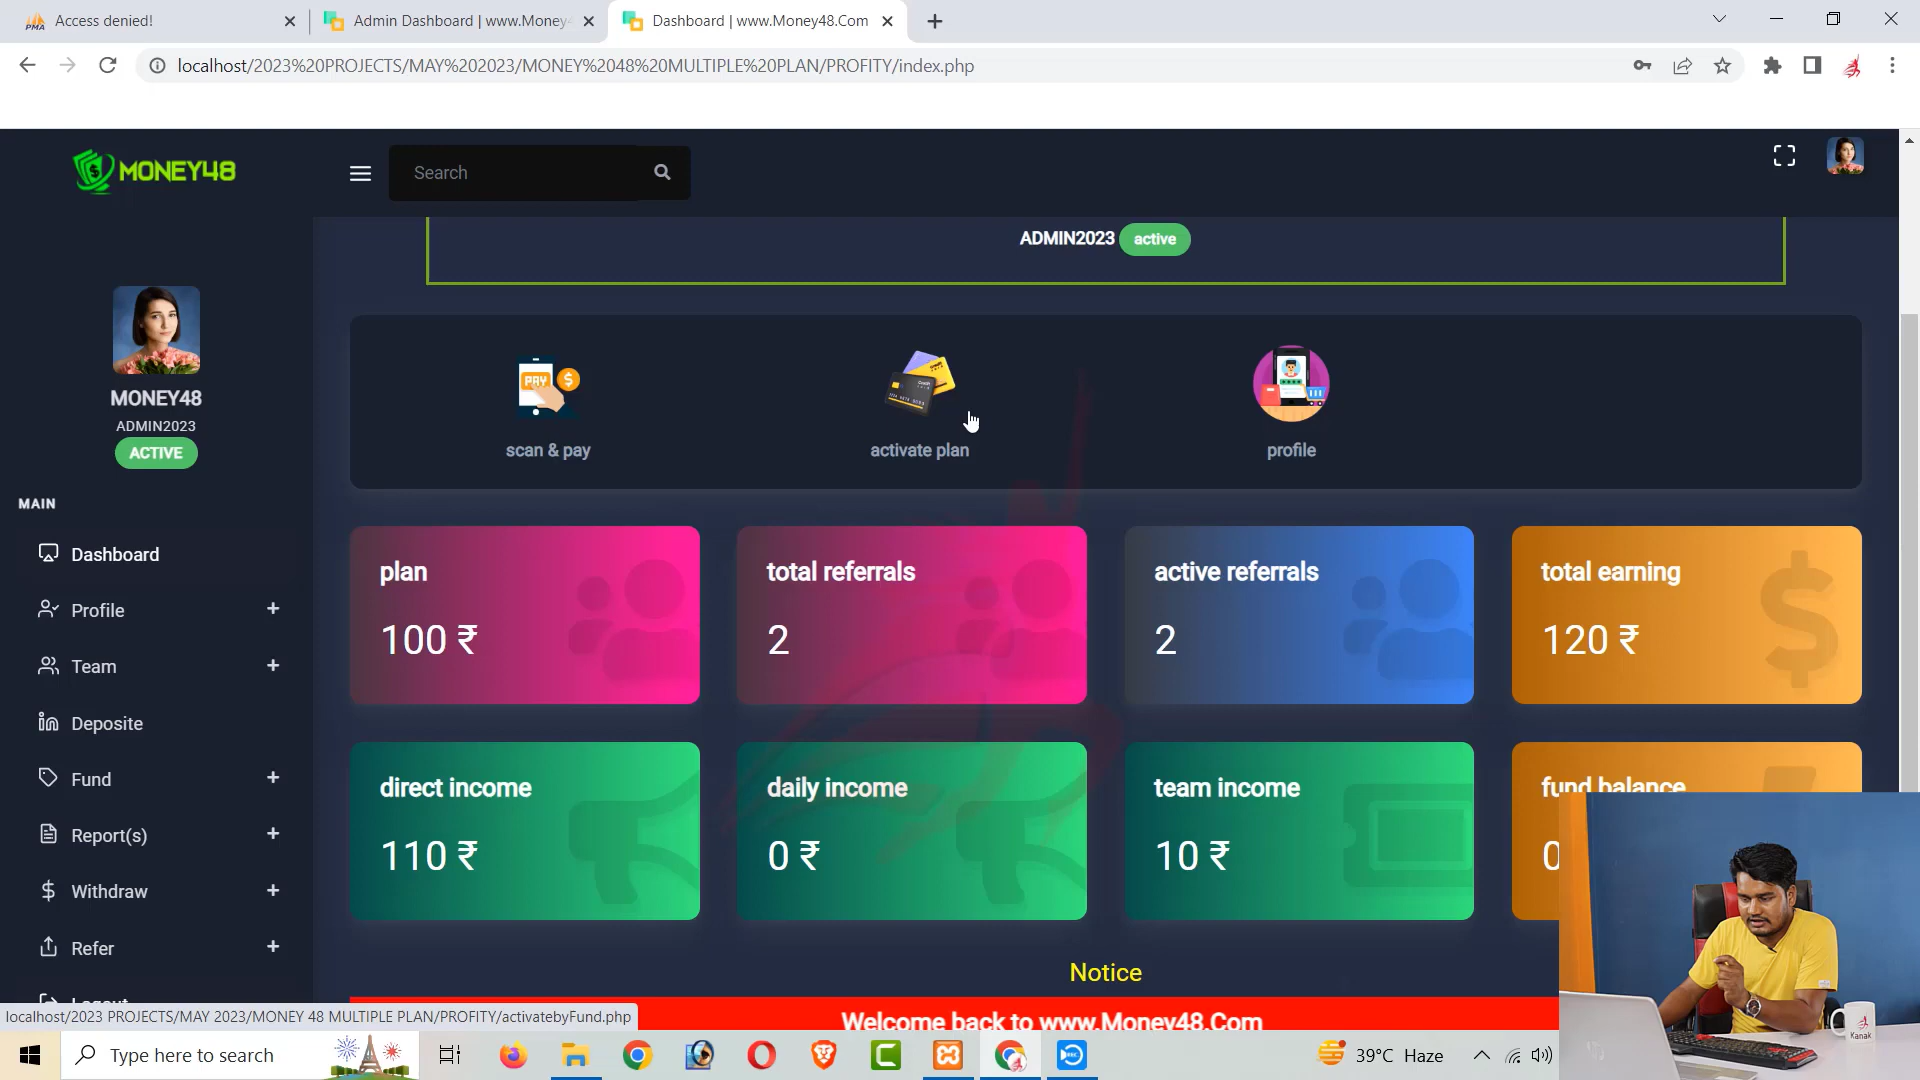 Access denied!
Admin Dashboard | www.Money4
Dashboard | www.Money48.Com
localhost/2023%20PROJECTS/MAY%202023/MONEY%2048%20MULTIPLE%20PLAN/PROFITY/index.php
MONEY48
Search
ADMIN2023 active
MONEY48
ADMIN2023
ACTIVE
MAIN
Dashboard
Profile +
Team +
Deposite
Fund +
Report(s) +
Withdraw +
Refer +
Logout
scan & pay
activate plan
profile
plan
100 ₹
total referrals
2
active referrals
2
total earning
120 ₹
direct income
110 ₹
daily income
0 ₹
team income
10 ₹
fund balance
0
Notice
Welcome back to www.Money48.Com
localhost/2023 PROJECTS/MAY 2023/MONEY 48 MULTIPLE PLAN/PROFITY/activatebyFund.php
Type here to search
39°C Haze
Kanak